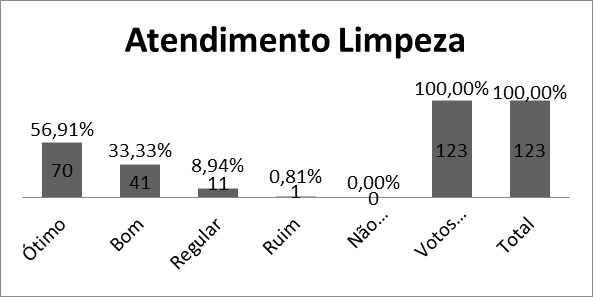 Atendimento Limpeza
100,00% 100,00%
56,91%
33,33%
8,94%
0,81%
0,00%
70
41
11
1
0
123
123
Ótimo
Bom
Regular
Ruim
Não...
Votos...
Total